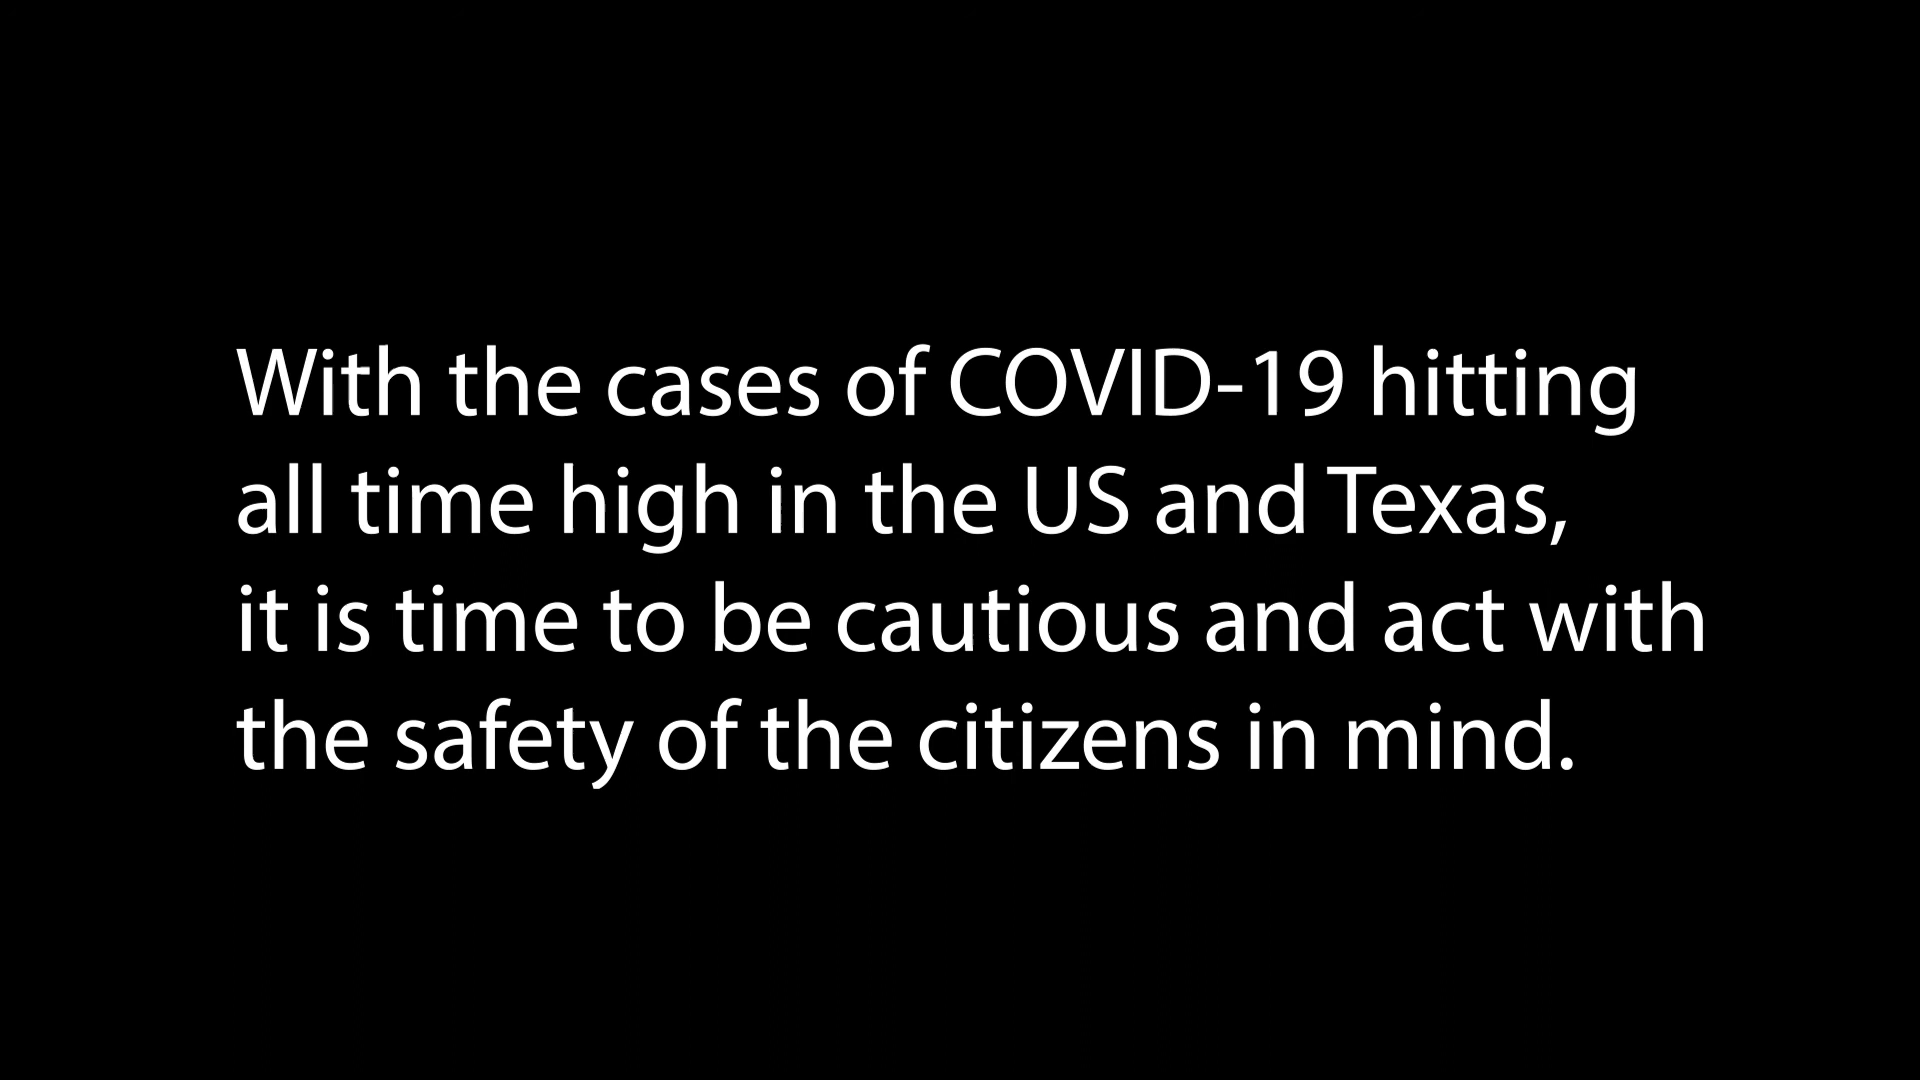 With the cases of COVID-19 hitting
all time high in the US and Texas,
it is time to be cautious and act with
the safety of the citizens in mind.